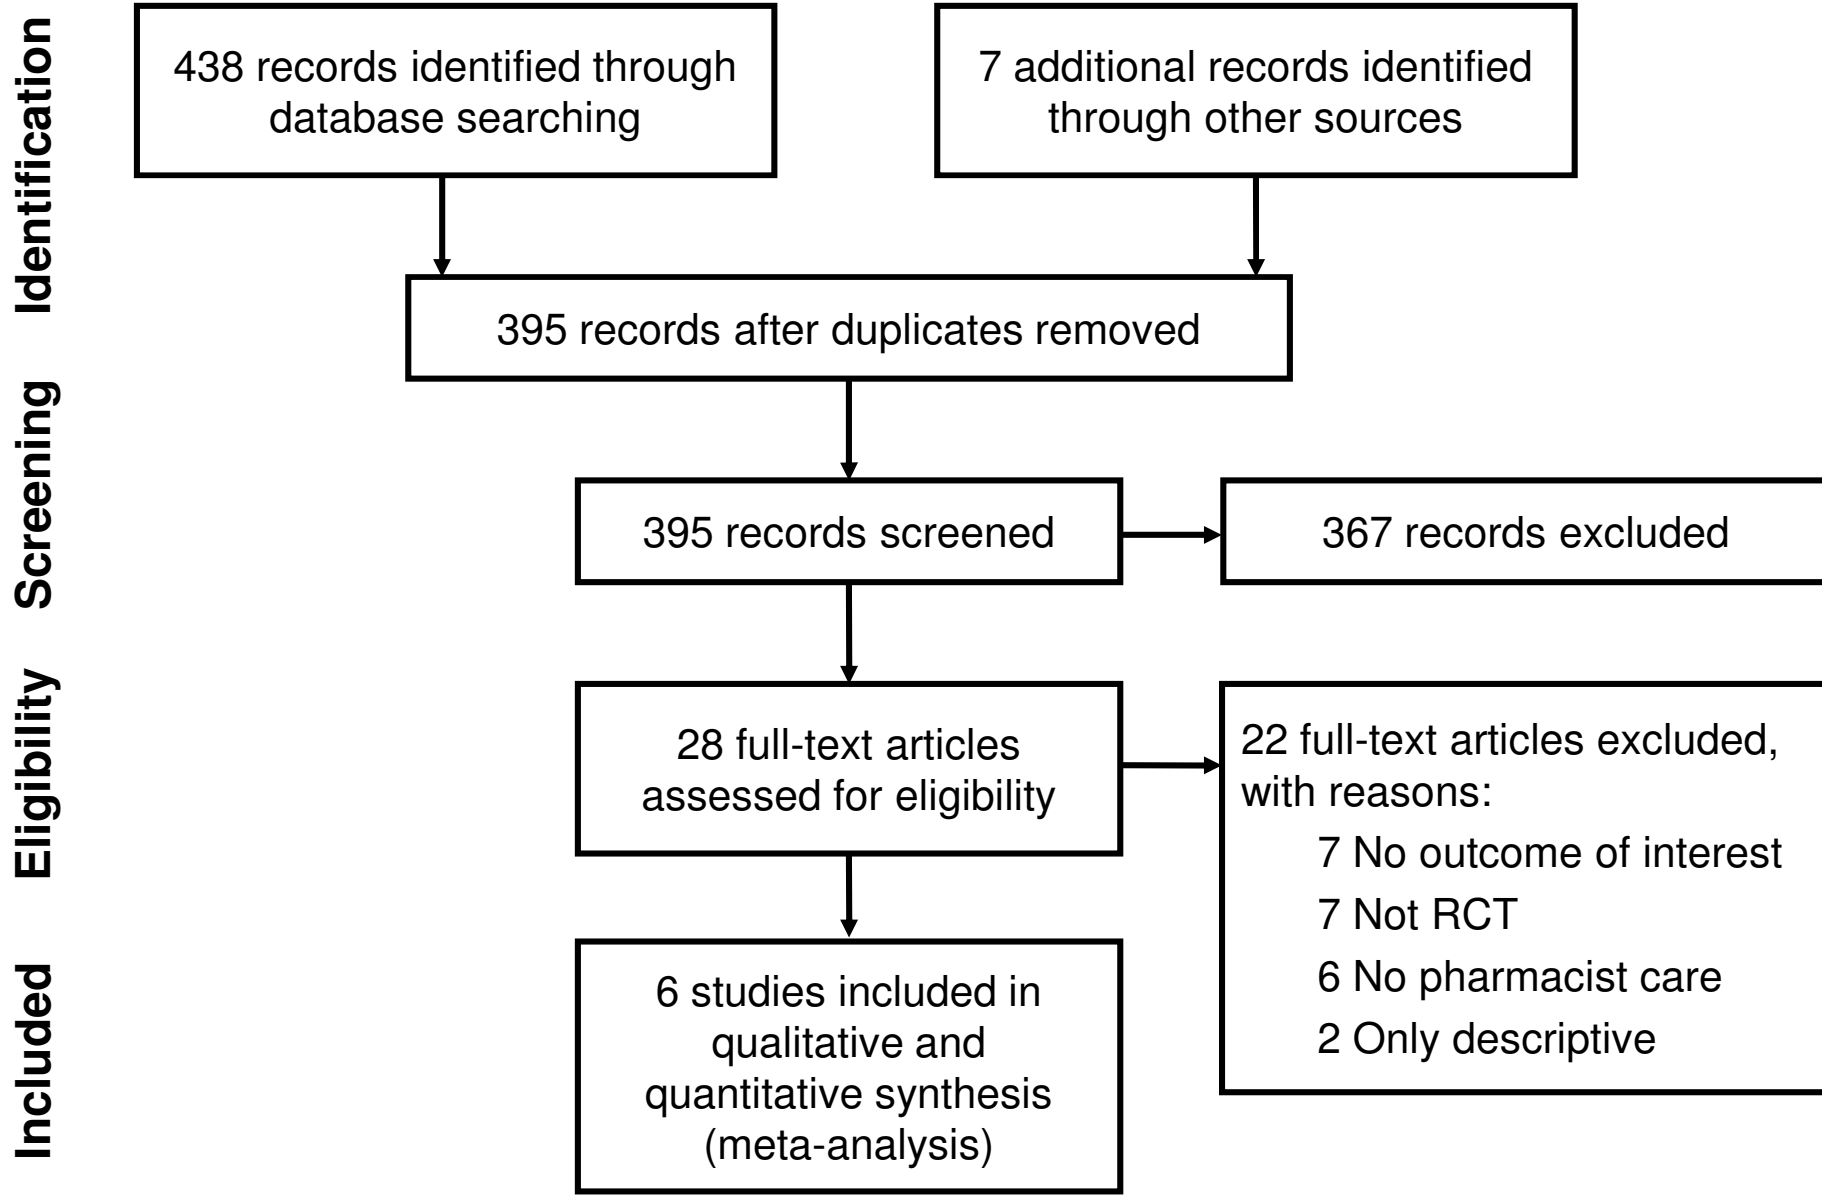 Identification
438 records identified through
database searching
7 additional records identified
through other sources
395 records after duplicates removed
Screening
395 records screened
367 records excluded
Eligibility
28 full-text articles
assessed for eligibility
22 full-text articles excluded,
with reasons:
7 No outcome of interest
7 Not RCT
6 No pharmacist care
2 Only descriptive
Included
6 studies included in
qualitative and
quantitative synthesis
(meta-analysis)